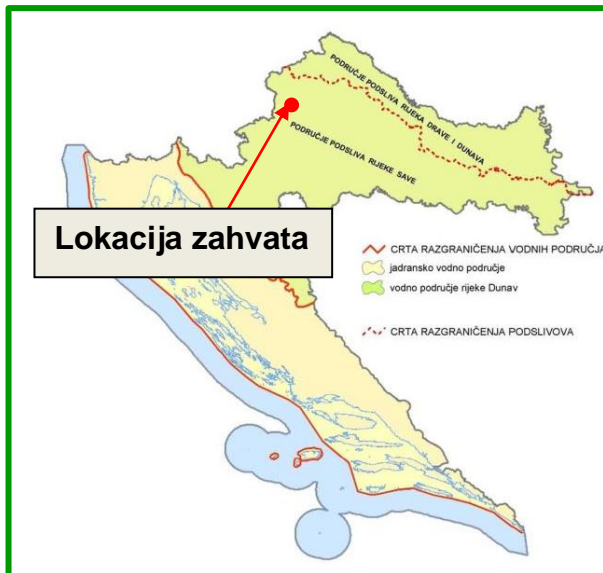 PODRUČJE PODSLIVA RIJEKA DRAVE I DUNAVA
PODRUČJE PODSLIVA RIJEKE SAVE
Lokacija zahvata
CRTA RAZGRANIČENJA VODNIH PODRUČJA
jadransko vodno područje
vodno područje rijeke Dunav
CRTA RAZGRANIČENJA PODSLIVOVA